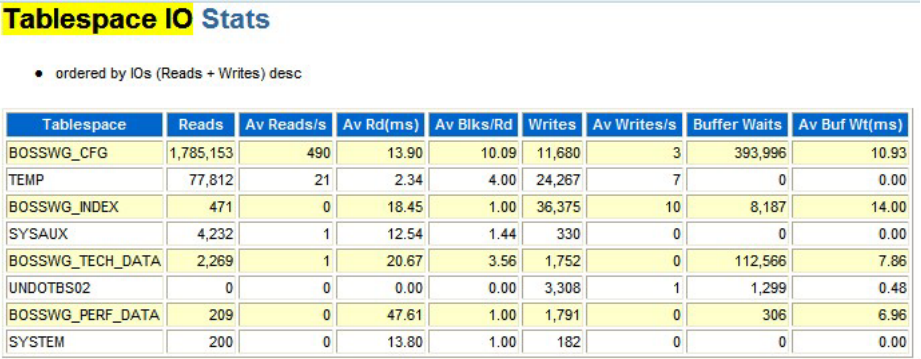 Tablespace IO Stats
• ordered by IOs (Reads + Writes) desc
Tablespace Reads Av Reads/s Av Rd(ms) Av Blks/Rd Writes Av Writes/s Buffer Waits Av Buf Wt(ms)
BOSSWG_CFG 1,785,153 490 13.90 10.09 11,680 3 393,996 10.93
TEMP 77,812 21 2.34 4.00 24,267 7 0 0.00
BOSSWG_INDEX 471 0 18.45 1.00 36,375 10 8,187 14.00
SYSAUX 4,232 1 12.54 1.44 330 0 0 0.00
BOSSWG_TECH_DATA 2,269 1 20.67 3.56 1,752 0 112,566 7.86
UNDOTBS02 0 0 0.00 0.00 3,308 1 1,299 0.48
BOSSWG_PERF_DATA 209 0 47.61 1.00 1,791 0 306 6.96
SYSTEM 200 0 13.80 1.00 182 0 0 0.00